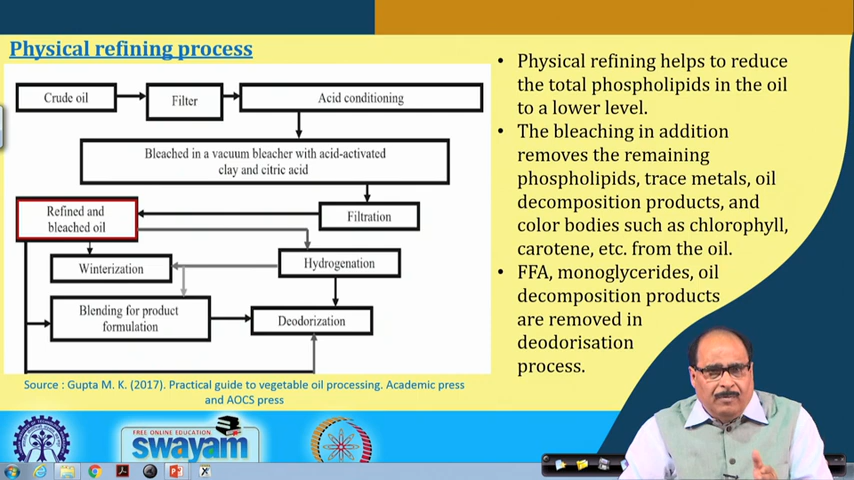 Physical refining process
Crude oil
Filter
Acid conditioning
Bleached in a vacuum bleacher with acid-activated
clay and citric acid
Refined and
bleached oil
Filtration
Winterization
Hydrogenation
Blending for product
formulation
Deodorization
Source : Gupta M. K. (2017). Practical guide to vegetable oil processing. Academic press
and AOCS press
• Physical refining helps to reduce
the total phospholipids in the oil
to a lower level.
• The bleaching in addition
removes the remaining
phospholipids, trace metals, oil
decomposition products, and
color bodies such as chlorophyll,
carotene, etc. from the oil.
• FFA, monoglycerides, oil
decomposition products
are removed in
deodorisation
process.
FREE ONLINE EDUCATION
swayam